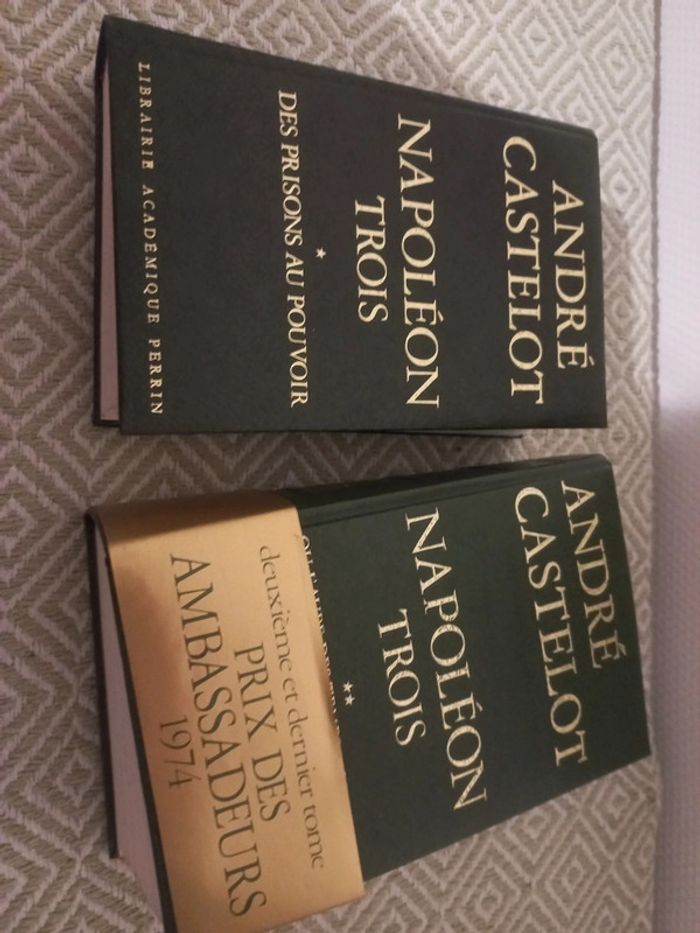 ANDRÉ
CASTELOT
NAPOLÉON
TROIS
*
DES PRISONS AU POUVOIR
LIBRAIRIE ACADÉMIQUE PERRIN
ANDRÉ
CASTELOT
NAPOLÉON
TROIS
**
deuxième et dernier tome
PRIX DES
AMBASSADEURS
1974